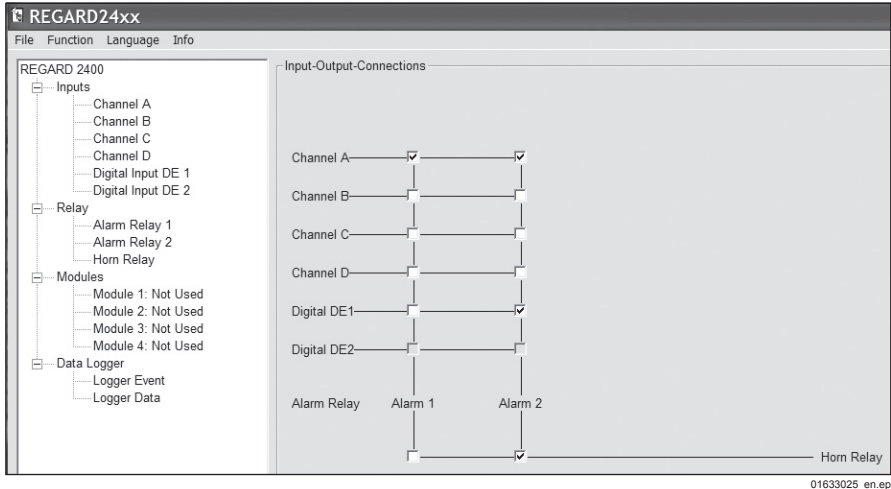 REGARD24xx
File Function Language Info
REGARD 2400
Inputs
Channel A
Channel B
Channel C
Channel D
Digital Input DE 1
Digital Input DE 2
Relay
Alarm Relay 1
Alarm Relay 2
Horn Relay
Modules
Module 1: Not Used
Module 2: Not Used
Module 3: Not Used
Module 4: Not Used
Data Logger
Logger Event
Logger Data
Input-Output-Connections
Channel A
Channel B
Channel C
Channel D
Digital DE1
Digital DE2
Alarm Relay Alarm 1 Alarm 2
Horn Relay
01633025_en.ep